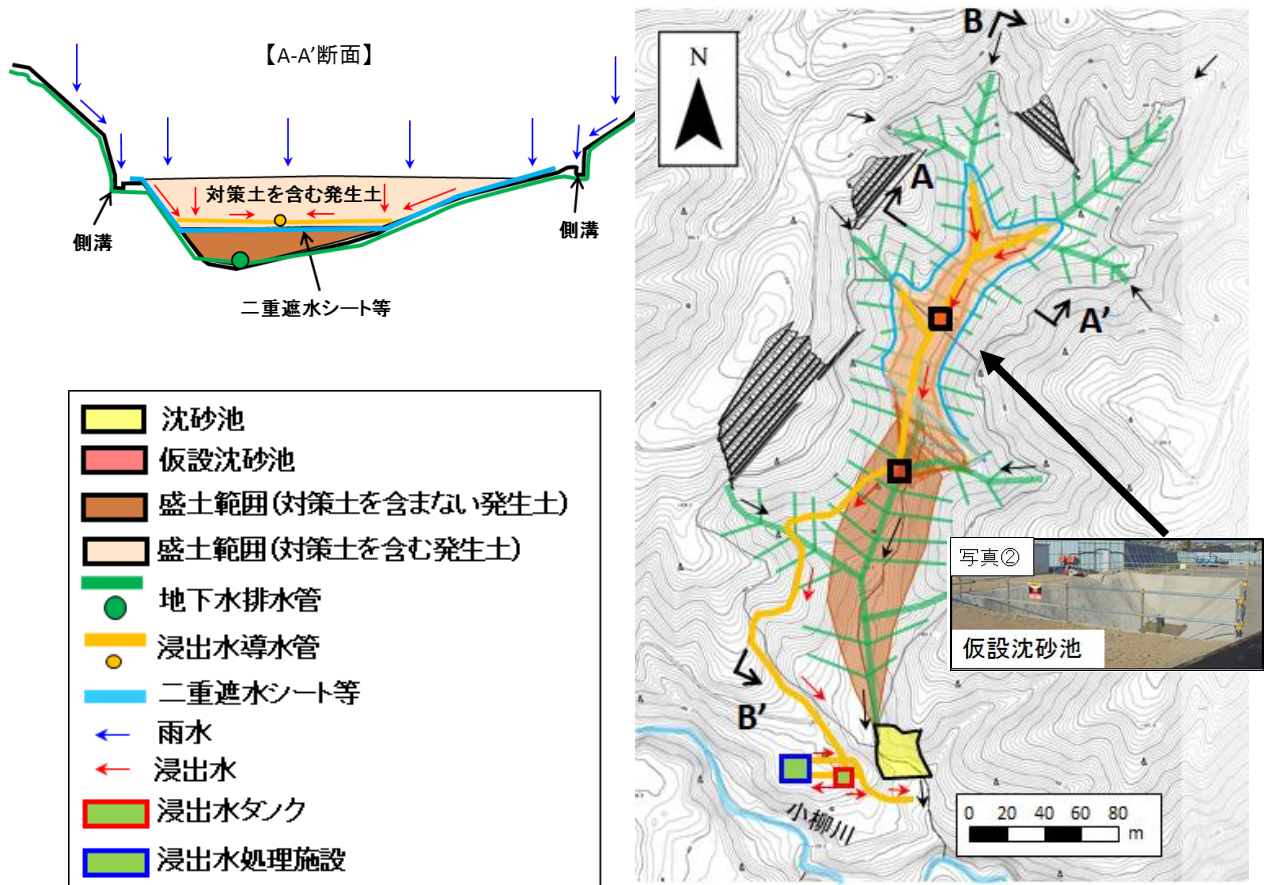 【A-A’断面】
対策土を含む発生土
側溝
側溝
二重遮水シート等
沈砂池
仮設沈砂池
盛土範囲(対策土を含まない発生土)
盛土範囲(対策土を含む発生土)
地下水排水管
浸出水導水管
二重遮水シート等
雨水
浸出水
浸出水タンク
浸出水処理施設
N
B
A
A’
写真②
仮設沈砂池
B’
小柳川
0 20 40 60 80
m